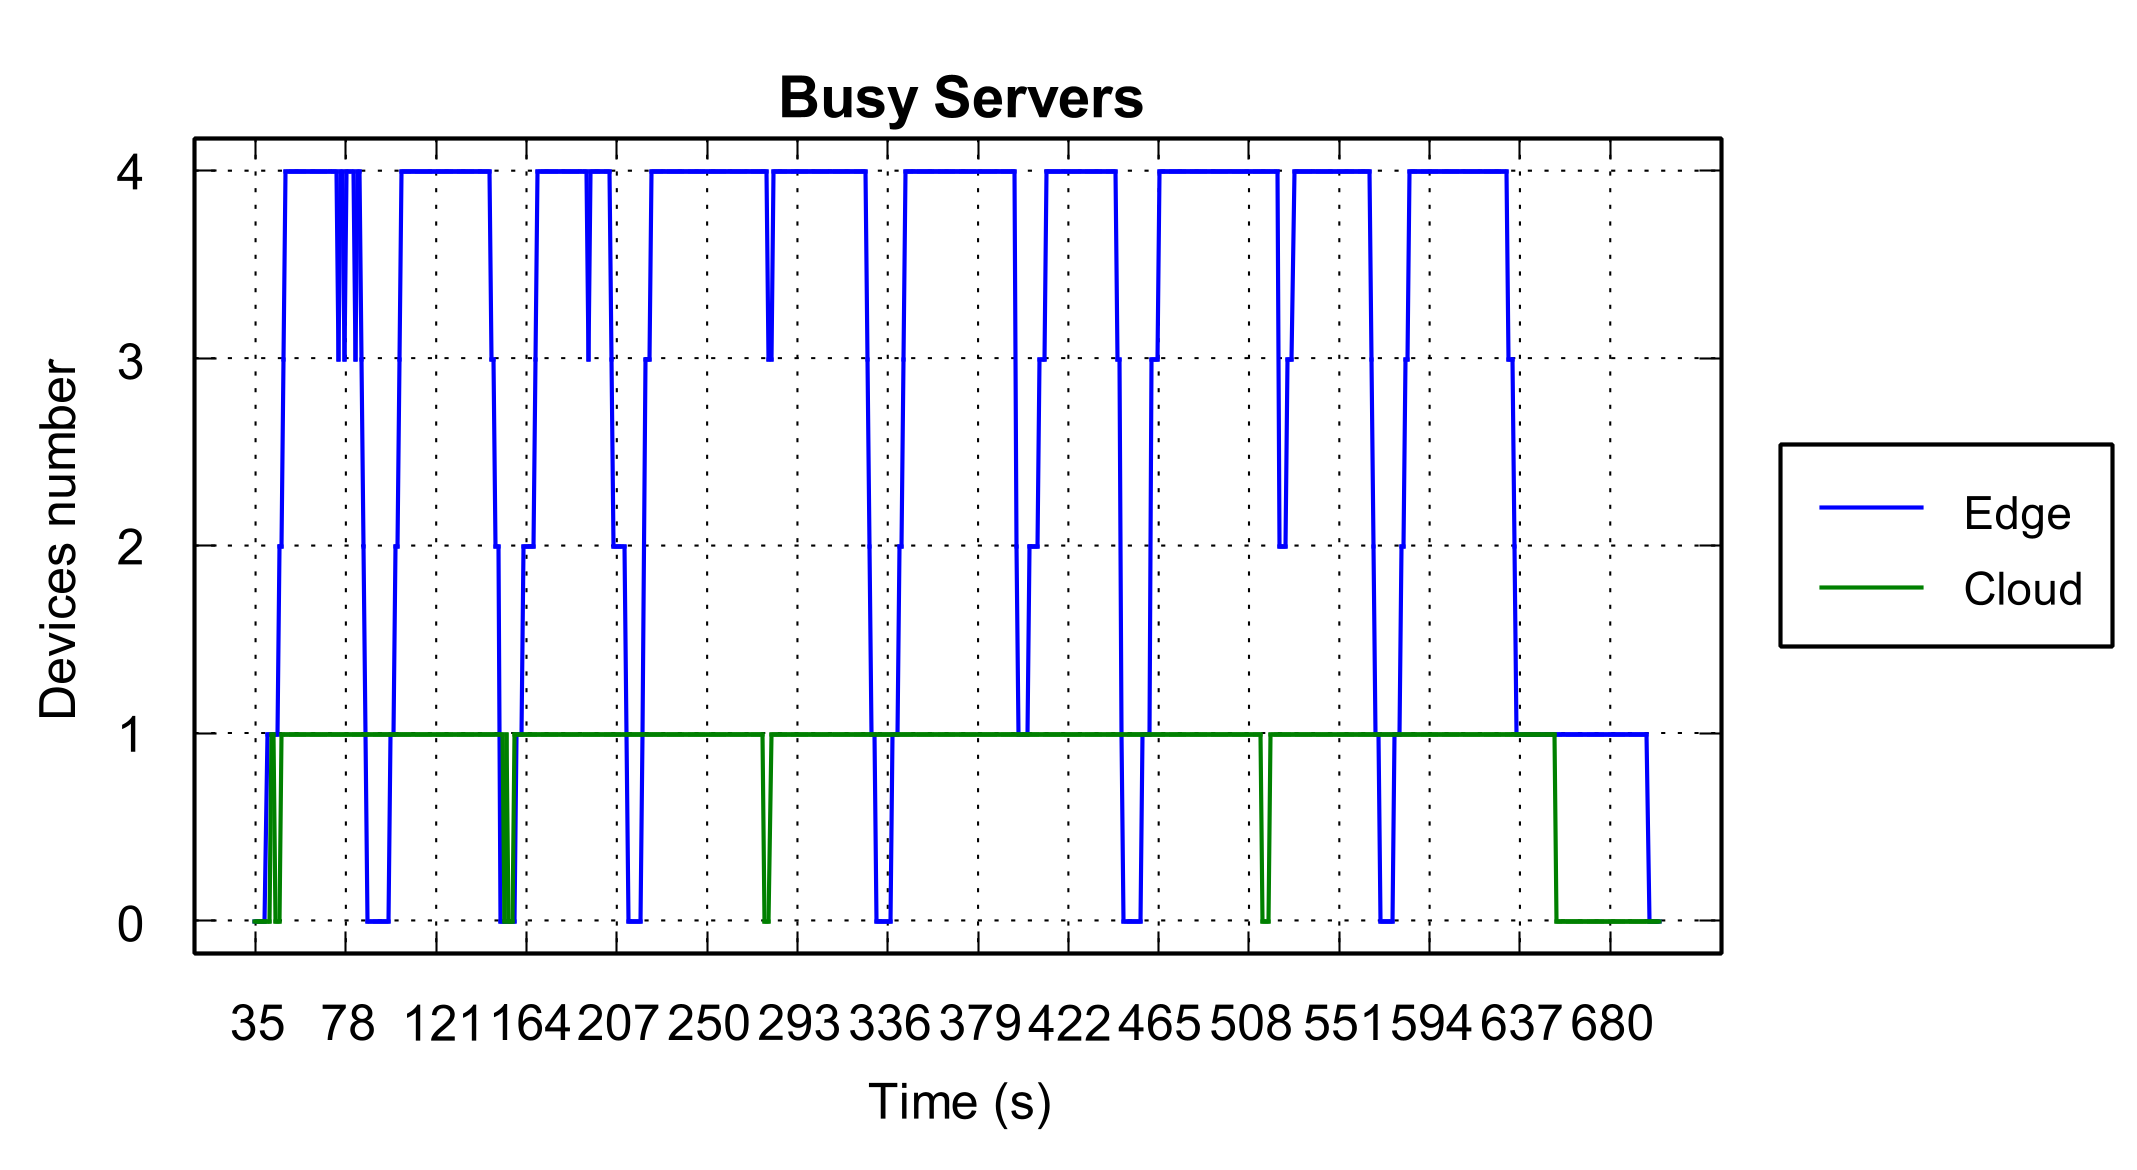 Busy Servers
4
3
2
1
0
Devices number
35 78 121 164 207 250 293 336 379 422 465 508 551 594 637 680
Time (s)
Edge
Cloud